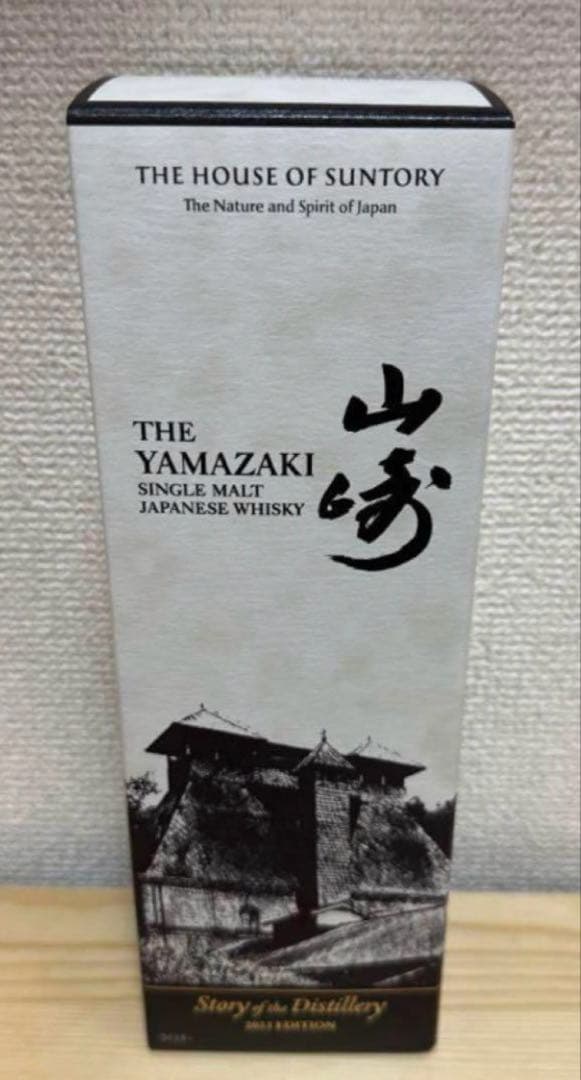 THE HOUSE OF SUNTORY
The Nature and Spirit of Japan
山崎
THE
YAMAZAKI
SINGLE MALT
JAPANESE WHISKY
Story of the Distillery
EDITION